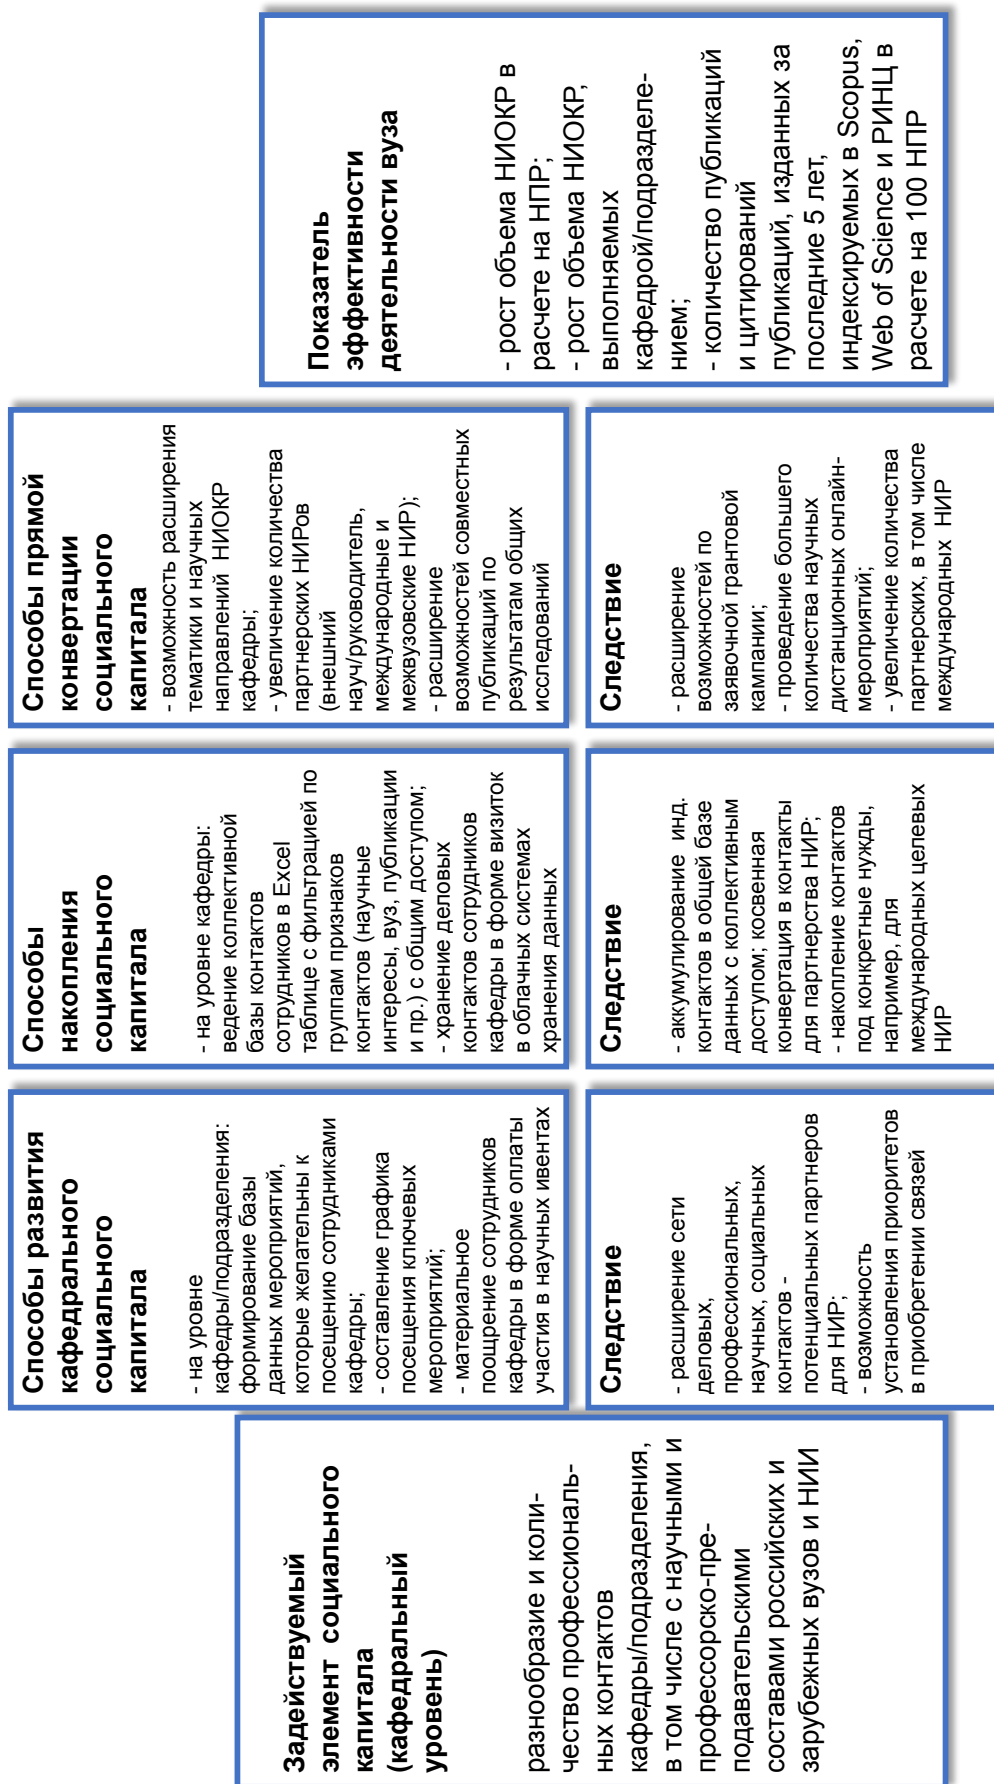 Задействуемый
элемент социального
капитала
(кафедральный
уровень)
разнообразие и коли-
чество профессиональ-
ных контактов
кафедры/подразделения,
в том числе с научными и
профессорско-пре-
подавательскими
составами российских и
зарубежных вузов и НИИ
Способы развития
кафедрального
социального
капитала
- на уровне
кафедры/подразделения:
формирование базы
данных мероприятий,
которые желательны к
посещению сотрудниками
кафедры;
- составление графика
посещения ключевых
мероприятий;
- материальное
поощрение сотрудников
кафедры в форме оплаты
участия в научных ивентах
Следствие
- расширение сети
деловых,
профессиональных,
научных, социальных
контактов -
потенциальных партнеров
для НИР;
- возможность
установления приоритетов
в приобретении связей
Способы
накопления
социального
капитала
- на уровне кафедры:
ведение коллективной
базы контактов
сотрудников в Excel
таблице с фильтрацией по
группам признаков
контактов (научные
интересы, вуз, публикации
и пр.) с общим доступом;
- хранение деловых
контактов сотрудников
кафедры в форме визиток
в облачных системах
хранения данных
Следствие
- аккумулирование инд.
контактов в общей базе
данных с коллективным
доступом; косвенная
конвертация в контакты
для партнерства НИР;
- накопление контактов
под конкретные нужды,
например, для
международных целевых
НИР
Способы прямой
конвертации
социального
капитала
- возможность расширения
тематики и научных
направлений НИОКР
кафедры;
- увеличение количества
партнерских НИРов
(внешний
науч/руководитель,
международные и
межвузовские НИР);
- расширение
возможностей совместных
публикаций по
результатам общих
исследований
Следствие
- расширение
возможностей по
заявочной грантовой
кампании;
- проведение большего
количества научных
дистанционных онлайн-
мероприятий;
- увеличение количества
партнерских, в том числе
международных НИР
Показатель
эффективности
деятельности вуза
- рост объема НИОКР в
расчете на НПР;
- рост объема НИОКР,
выполняемых
кафедрой/подразделе-
нием;
- количество публикаций
и цитирований
публикаций, изданных за
последние 5 лет,
индексируемых в Scopus,
Web of Science и РИНЦ в
расчете на 100 НПР